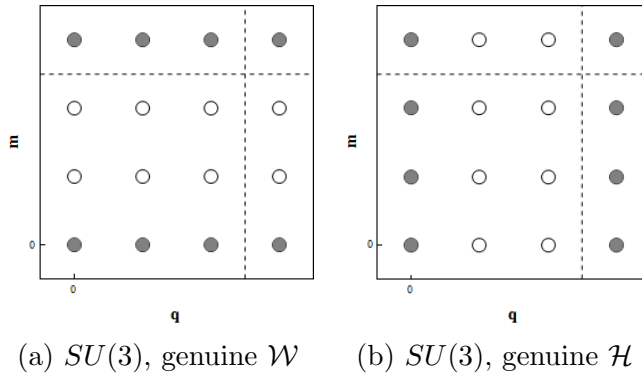 m
0
0
q
m
0
0
q
(a) SU(3), genuine 𝒲
(b) SU(3), genuine ℋ